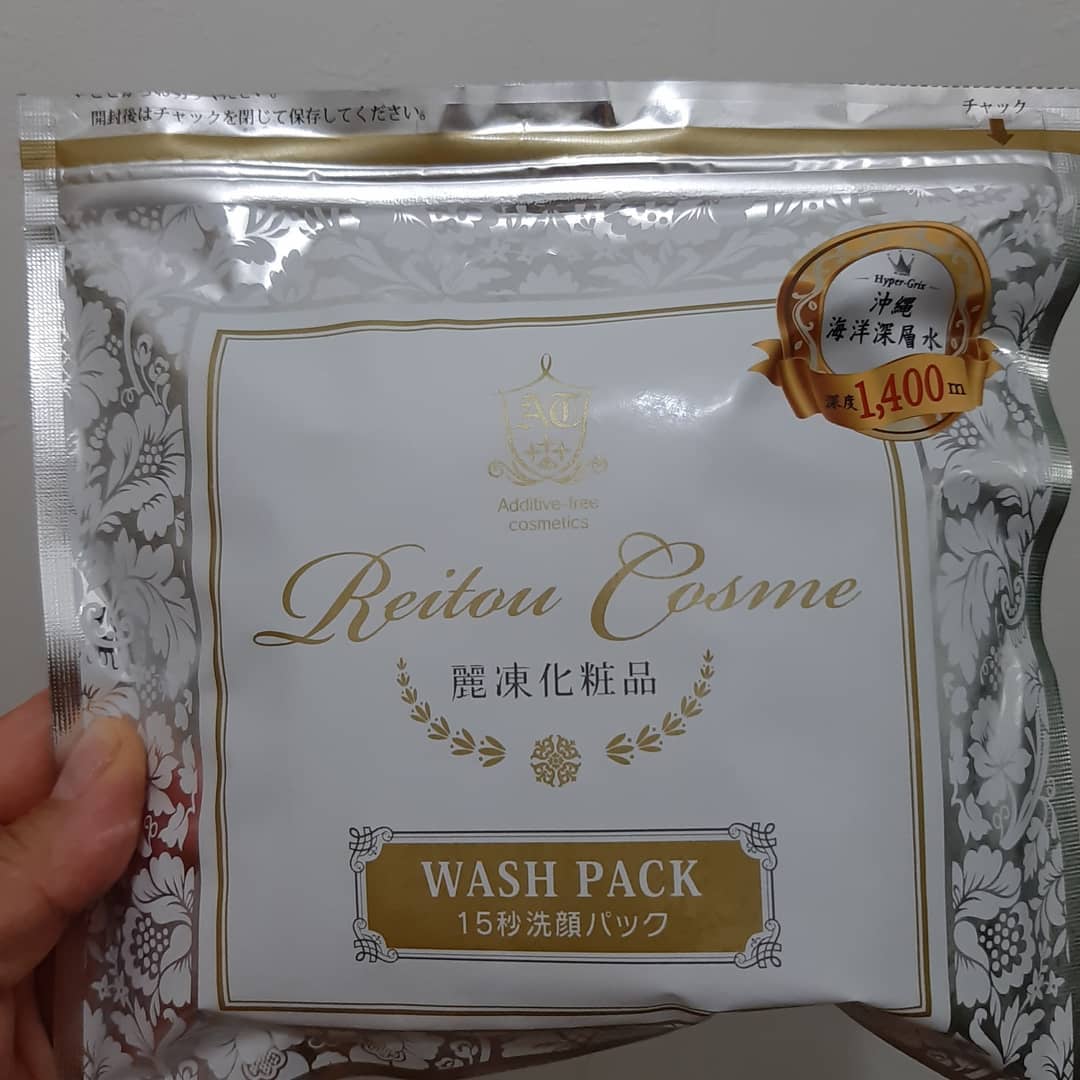 開封後はチャックを閉じて保存してください。
チャック
Hyper-Grix
沖縄
海洋深層水
深度1,400m
AT
Additive-free
cosmetics
Reitou Cosme
麗凍化粧品
WASH PACK
15秒洗顔パック